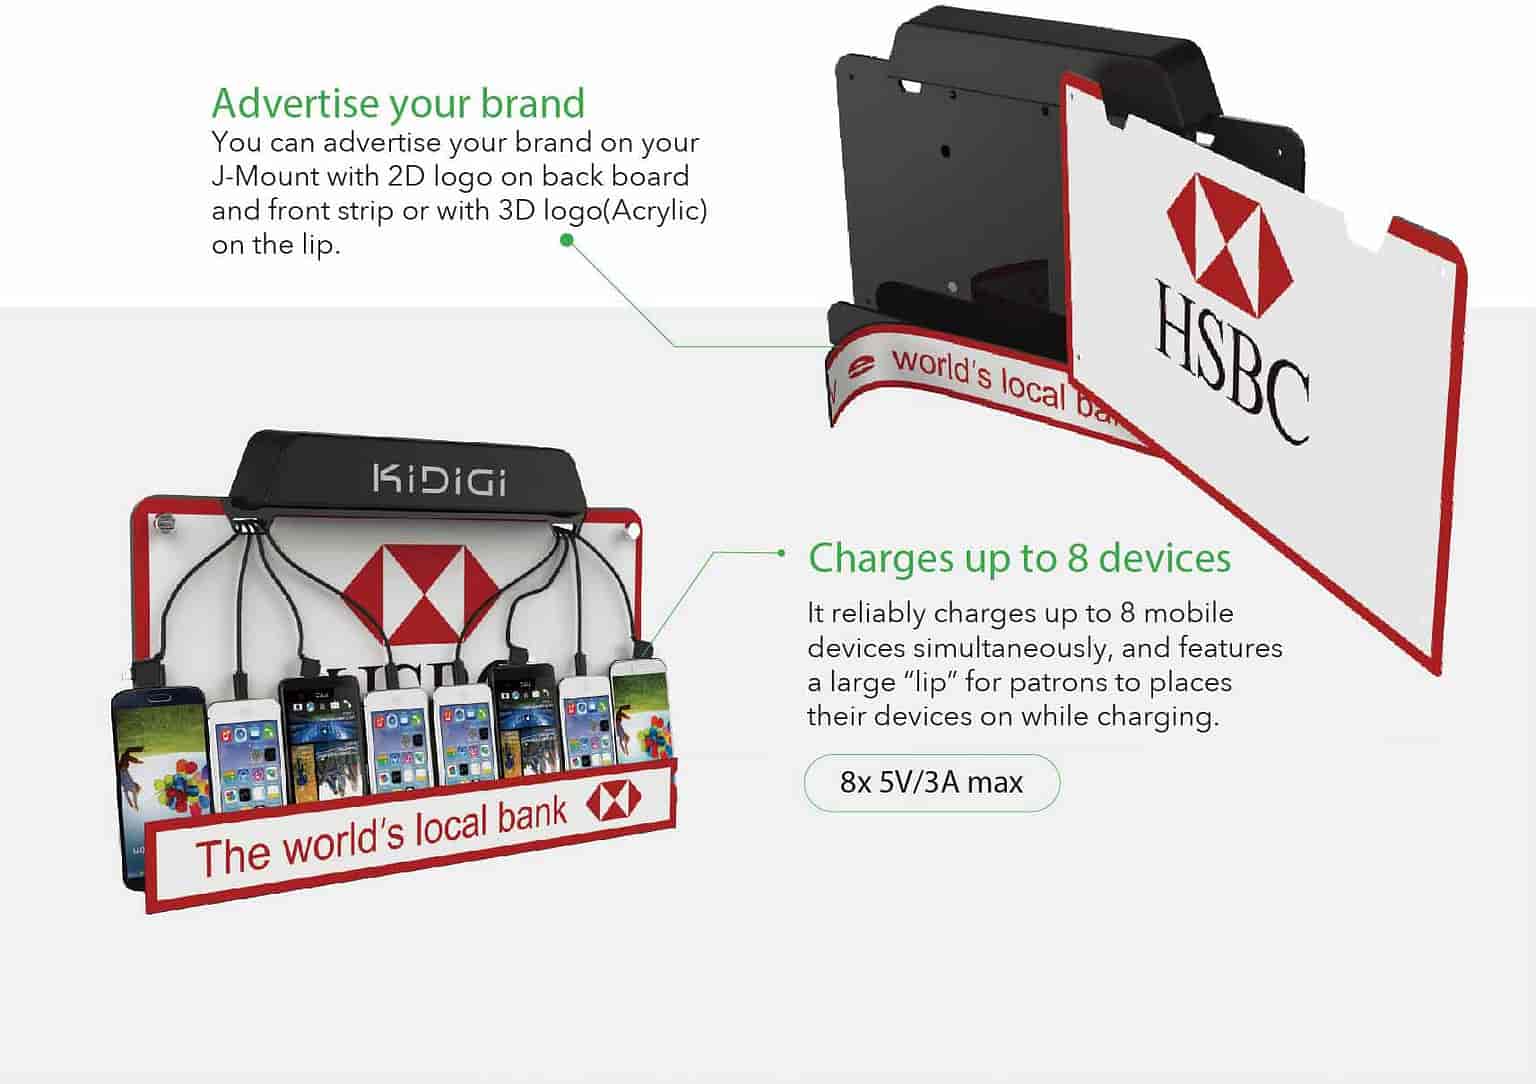 Advertise your brand
You can advertise your brand on your
J-Mount with 2D logo on back board
and front strip or with 3D logo(Acrylic)
on the lip.
HSBC
world's local
KiDiGi
The world's local bank
Charges up to 8 devices
It reliably charges up to 8 mobile
devices simultaneously, and features
a large “lip” for patrons to places
their devices on while charging.
8x 5V/3A max